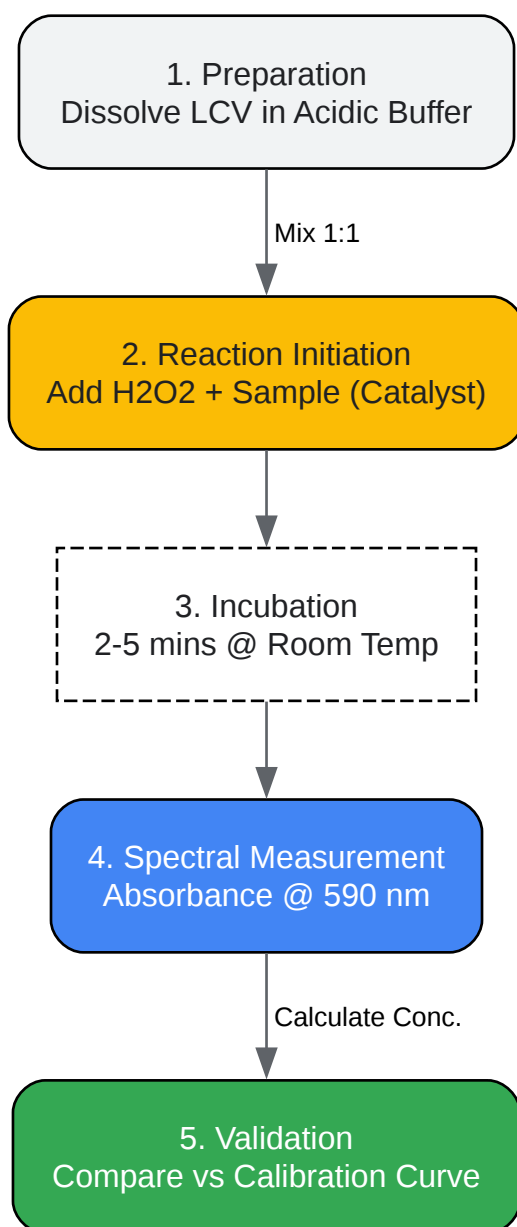 1. Preparation
Dissolve LCV in Acidic Buffer
Mix 1:1
2. Reaction Initiation
Add H2O2 + Sample (Catalyst)
3. Incubation
2-5 mins @ Room Temp
4. Spectral Measurement
Absorbance @ 590 nm
Calculate Conc.
5. Validation
Compare vs Calibration Curve